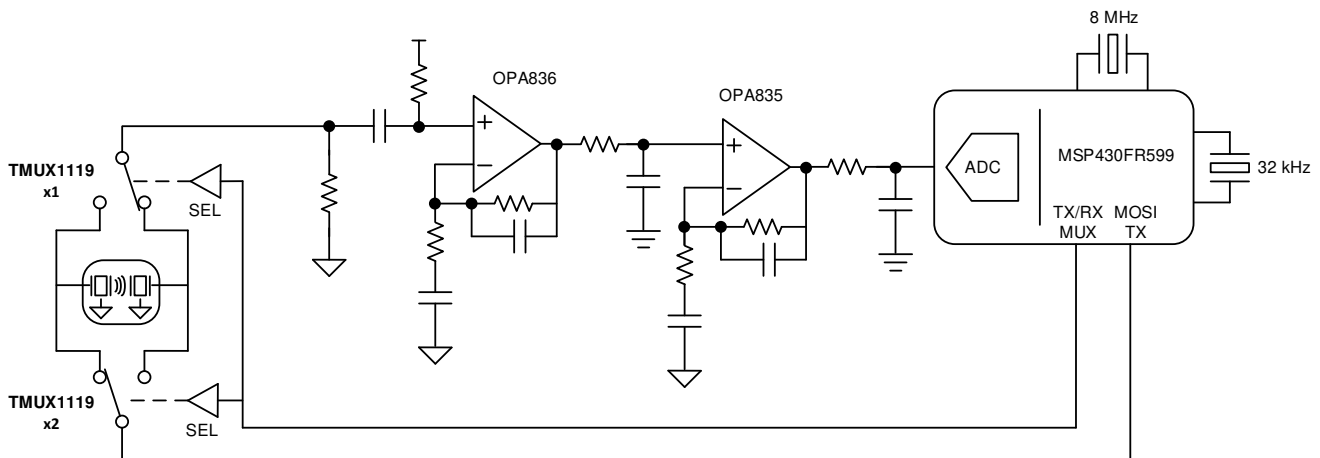 8 MHz
OPA836
OPA835
+
−
+
−
ADC
MSP430FR599
32 kHz
TMUX1119
x1
SEL
TX/RX MOSI
MUX TX
TMUX1119
x2
SEL